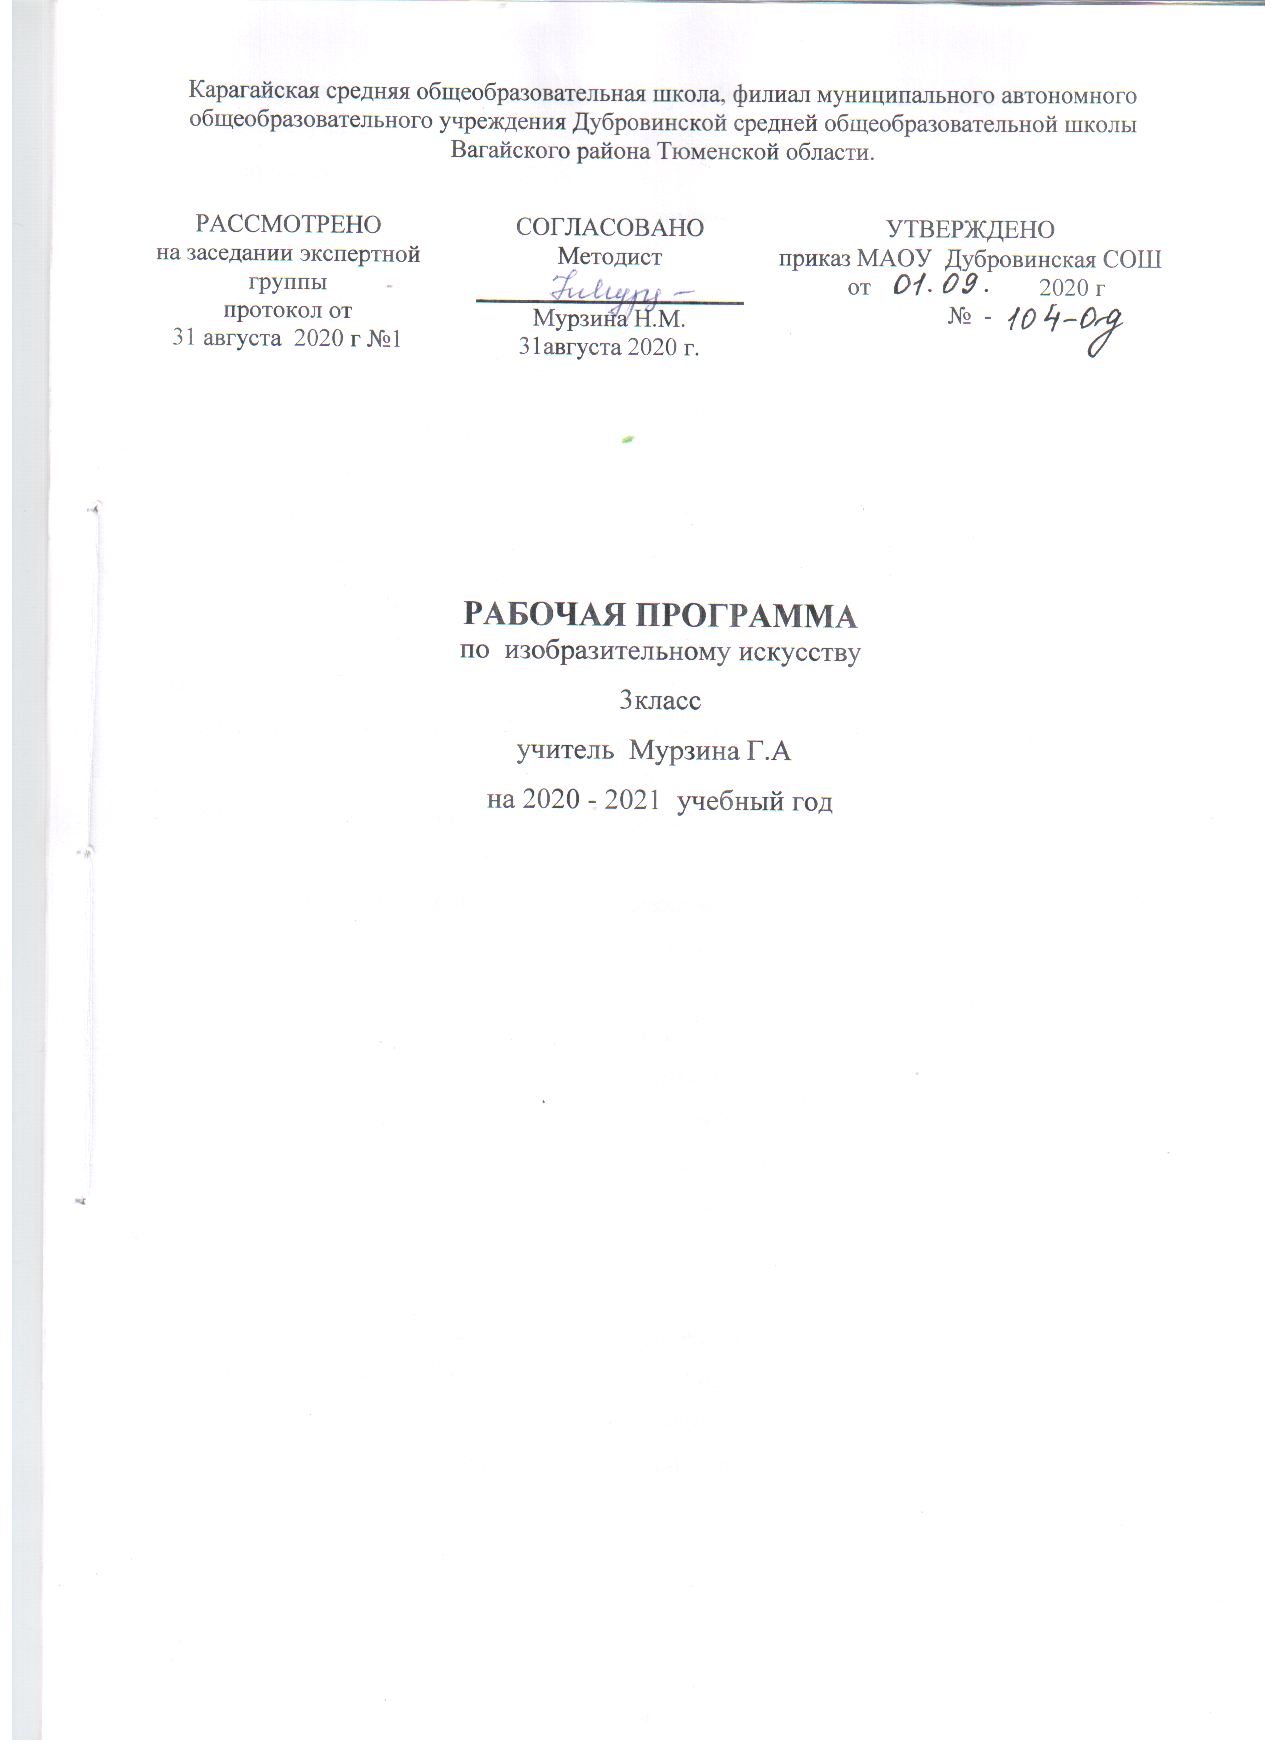 Карагайская средняя общеобразовательная школа, филиал муниципального автономного
общеобразовательного учреждения Дубровинской средней общеобразовательной школы
Вагайского района Тюменской области.
РАССМОТРЕНО
на заседании экспертной
группы
протокол от
31 августа  2020 г №1
СОГЛАСОВАНО
Методист
Мурзина Н.М.
31августа 2020 г.
УТВЕРЖДЕНО
приказ МАОУ  Дубровинская СОШ
от 01.09. 2020 г
№ - 104-Од
РАБОЧАЯ ПРОГРАММА
по  изобразительному искусству
3класс
учитель  Мурзина Г.А
на 2020 - 2021  учебный год